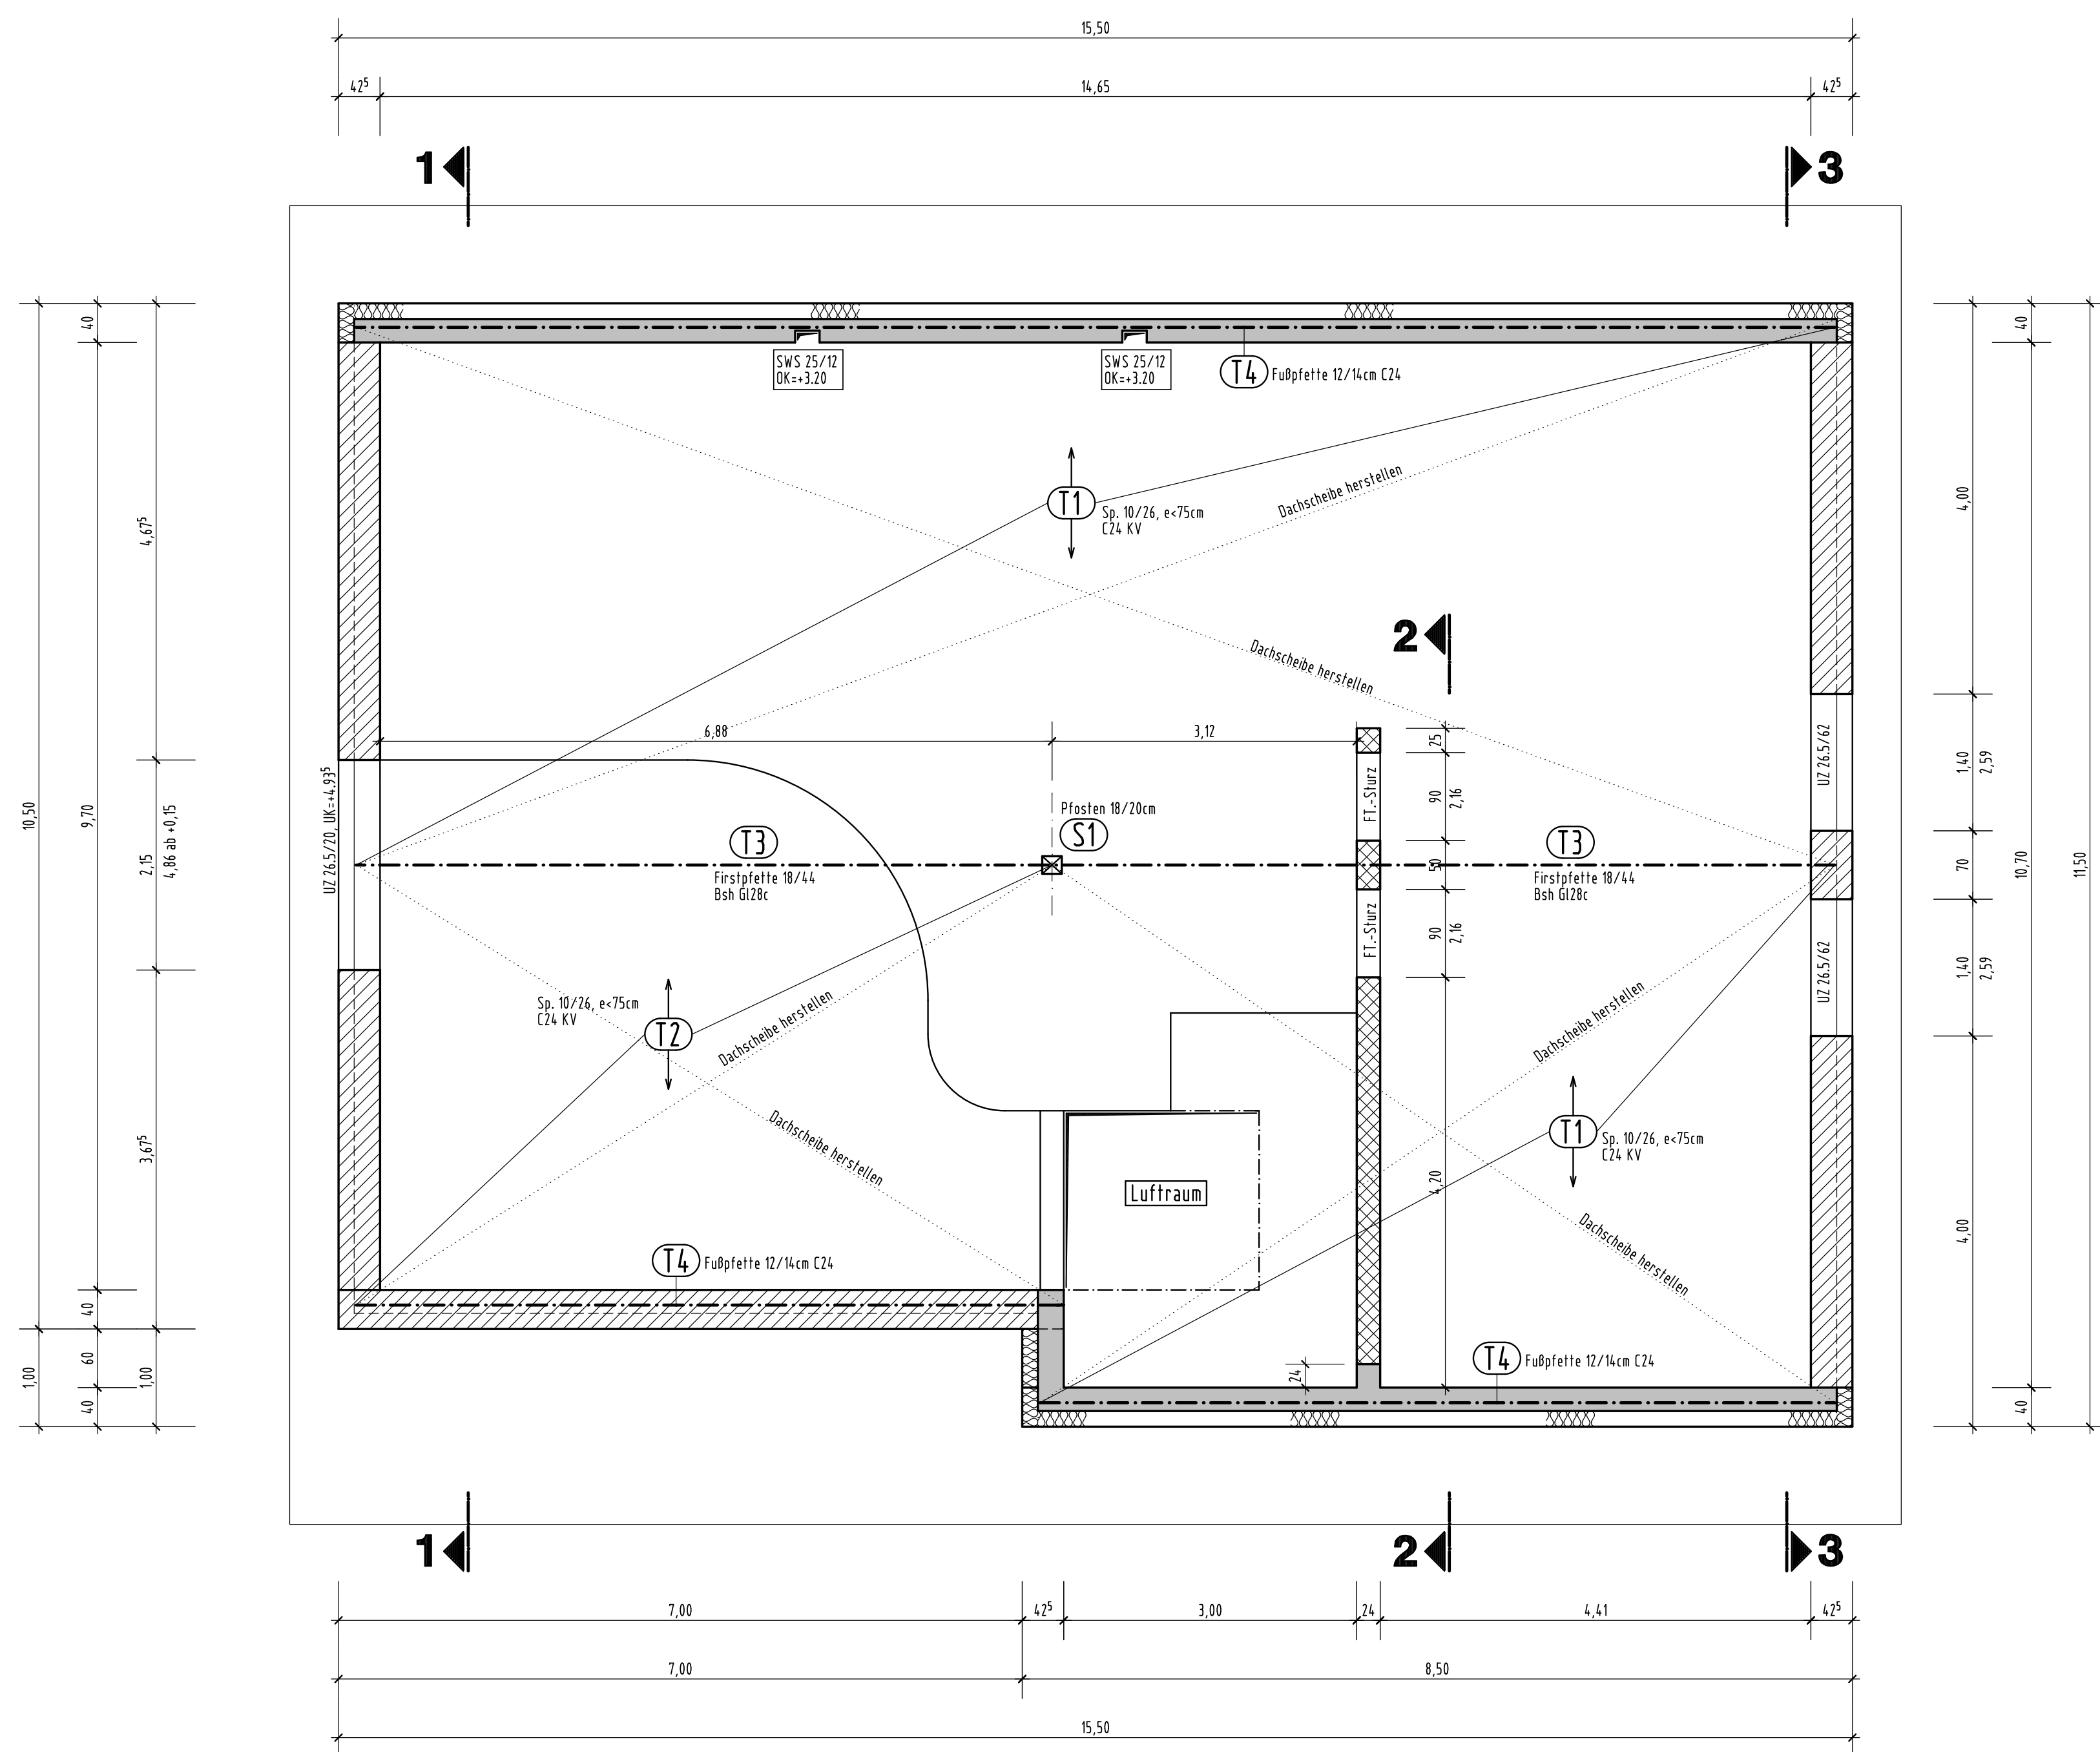 15,50
42⁵
14,65
42⁵
1
3
40
40
SWS 25/12
OK=+3.20
SWS 25/12
OK=+3.20
T4
Fußpfette 12/14cm C24
T1
Sp. 10/26, e<75cm
C24 KV
Dachscheibe herstellen
4,67⁵
4,00
2
Dachscheibe herstellen
6,88
3,12
25
UZ 26.5/62
1,40
2,59
10,50
9,70
2,15
4,86 ab +0,15
UZ 26.5/20, UK=+4.93⁵
FT.-Sturz
90
2,16
Pfosten 18/20cm
S1
T3
Firstpfette 18/44
Bsh Gl28c
50
T3
Firstpfette 18/44
Bsh Gl28c
70
10,70
11,50
FT.-Sturz
90
2,16
UZ 26.5/62
1,40
2,59
Sp. 10/26, e<75cm
C24 KV
T2
Dachscheibe herstellen
Dachscheibe herstellen
T1
Sp. 10/26, e<75cm
C24 KV
Dachscheibe herstellen
3,67⁵
Luftraum
4,20
4,00
Dachscheibe herstellen
T4
Fußpfette 12/14cm C24
40
1,00
60
1,00
40
24
T4
Fußpfette 12/14cm C24
40
1
2
3
7,00
42⁵
3,00
24
4,41
42⁵
7,00
8,50
15,50